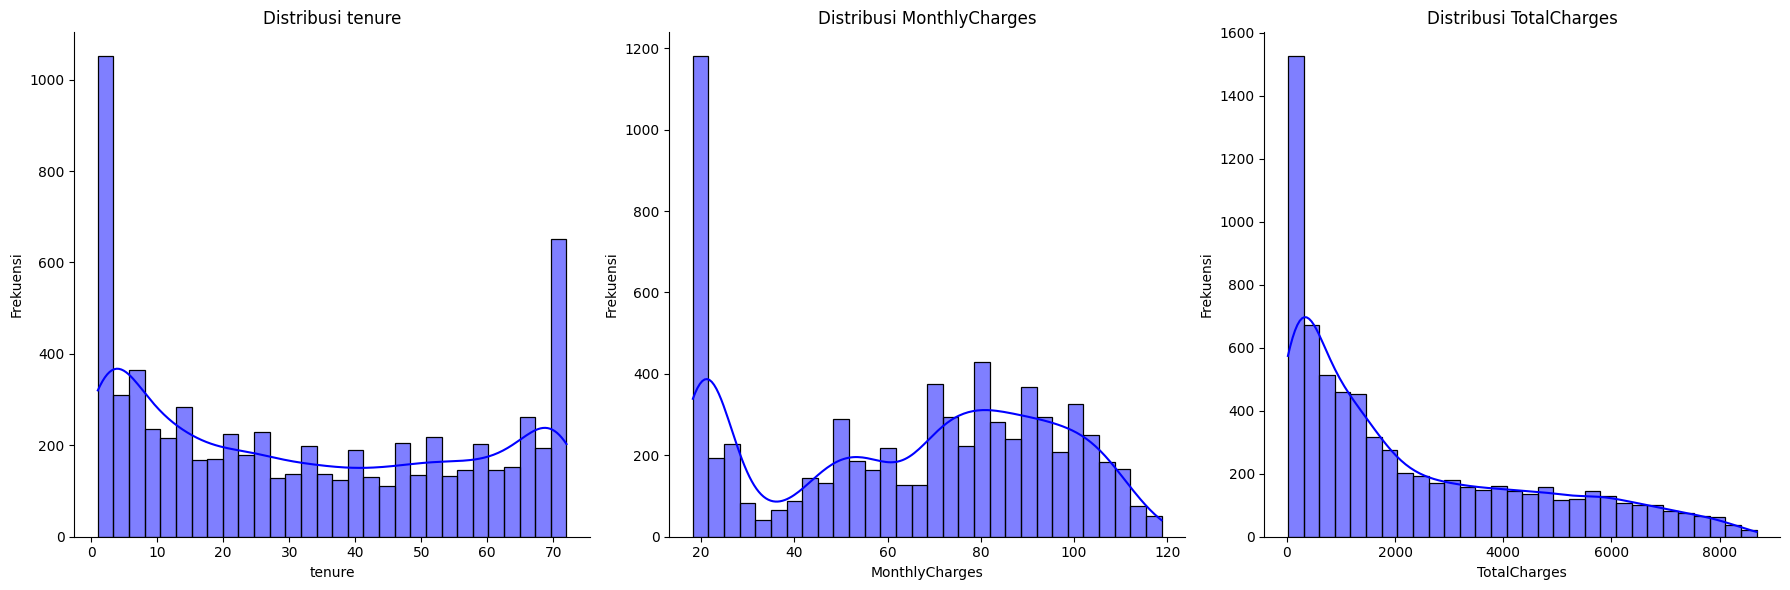 Distribusi tenure
Frekuensi
1000
800
600
400
200
0
0 10 20 30 40 50 60 70
tenure
Distribusi MonthlyCharges
Frekuensi
1200
1000
800
600
400
200
0
20 40 60 80 100 120
MonthlyCharges
Distribusi TotalCharges
Frekuensi
1600
1400
1200
1000
800
600
400
200
0
0 2000 4000 6000 8000
TotalCharges